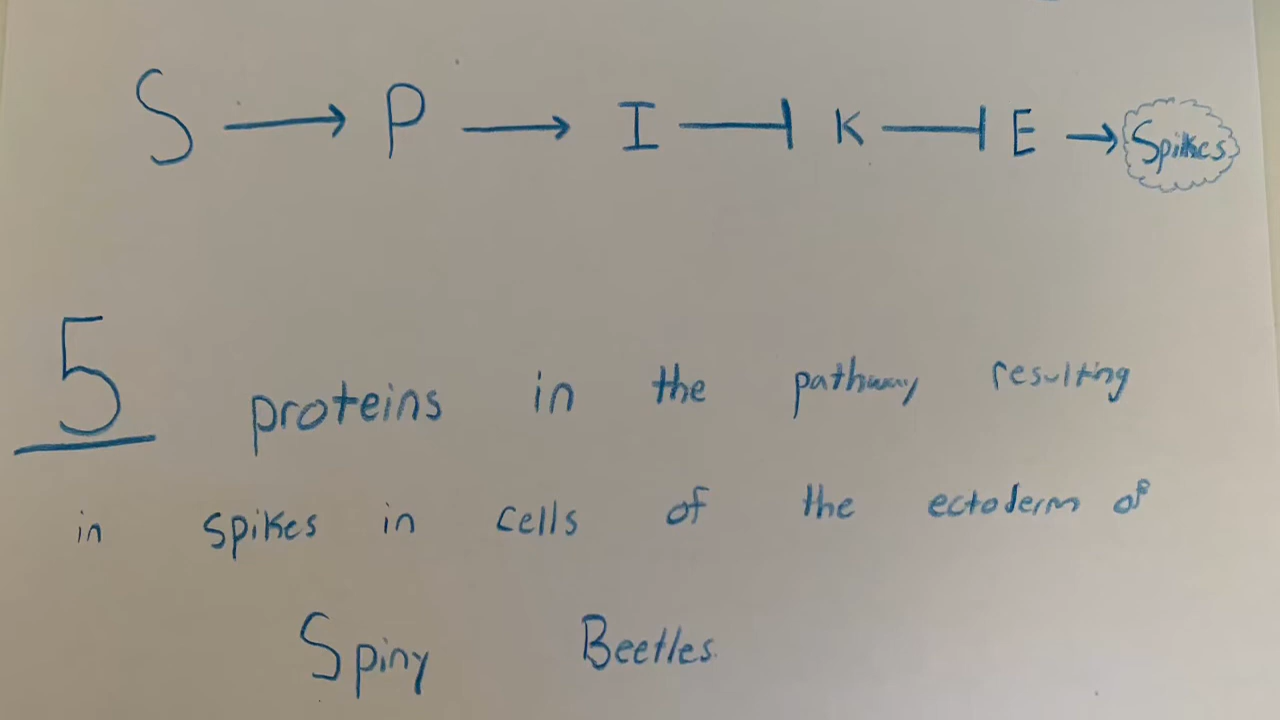 S → P → I ⊣ K ⊣ E → Spikes
5 proteins in the pathway resulting
in spikes in cells of the ectoderm of
Spiny Beetles.